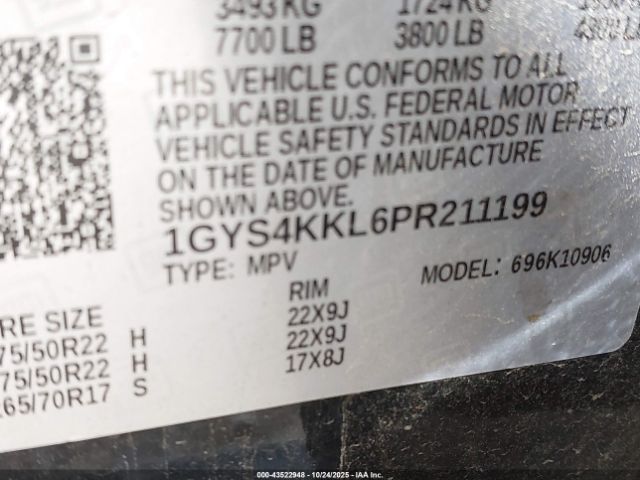 3493 KG 1724 KG
7700 LB 3800 LB
THIS VEHICLE CONFORMS TO ALL
APPLICABLE U.S. FEDERAL MOTOR
VEHICLE SAFETY STANDARDS IN EFFECT
ON THE DATE OF MANUFACTURE
SHOWN ABOVE.
1GYS4KKL6PR211199
TYPE: MPV MODEL: 696K10906
RE SIZE RIM
75/50R22 H 22X9J
75/50R22 H 22X9J
65/70R17 S 17X8J
000-43522948 - 10/24/2025 - IAAI.com